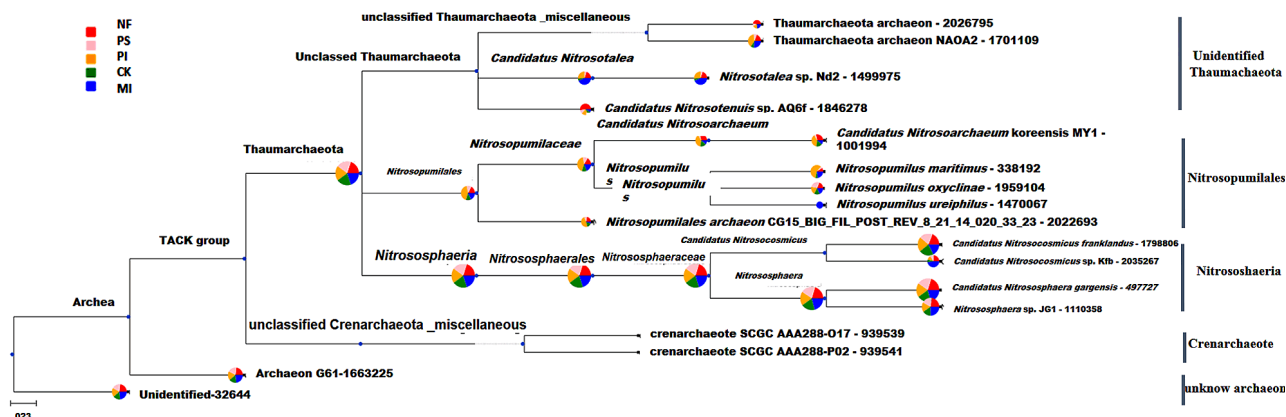 NF
PS
PI
CK
MI
unclassified Thaumarchaeota _miscellaneous
Thaumarchaeota archaeon - 2026795
Thaumarchaeota archaeon NAOA2 - 1701109
Unclassed Thaumarchaeota
Candidatus Nitrosotalea
Nitrosotalea sp. Nd2 - 1499975
Candidatus Nitrosotenuis sp. AQ6f - 1846278
Unidentified
Thaumachaeota
Candidatus Nitrosoarchaeum
Candidatus Nitrosoarchaeum koreensis MY1 -
1001994
Thaumarchaeota
Nitrosopumilaceae
Nitrosopumilales
Nitrosopumilu
s
Nitrosopumilu
s
Nitrosopumilus maritimus - 338192
Nitrosopumilus oxyclinae - 1959104
Nitrosopumilus ureiphilus - 1470067
Nitrosopumilales archaeon CG15_BIG_FIL_POST_REV_8_21_14_020_33_23 - 2022693
Nitrosopumilales
TACK group
Nitrososphaeria
Nitrososphaerales
Nitrososphaeraceae
Candidatus Nitrosocosmicus
Candidatus Nitrosocosmicus franklandus - 1798806
Candidatus Nitrosocosmicus sp. Kfb - 2035267
Nitrososphaera
Candidatus Nitrososphaera gargensis - 497727
Nitrososphaera sp. JG1 - 1110358
Nitrososhaeria
Archea
unclassified Crenarchaeota _miscellaneous
crenarchaeote SCGC AAA288-O17 - 939539
crenarchaeote SCGC AAA288-P02 - 939541
Crenarchaeote
Archaeon G61-1663225
Unidentified-32644
unknow archaeon
.023